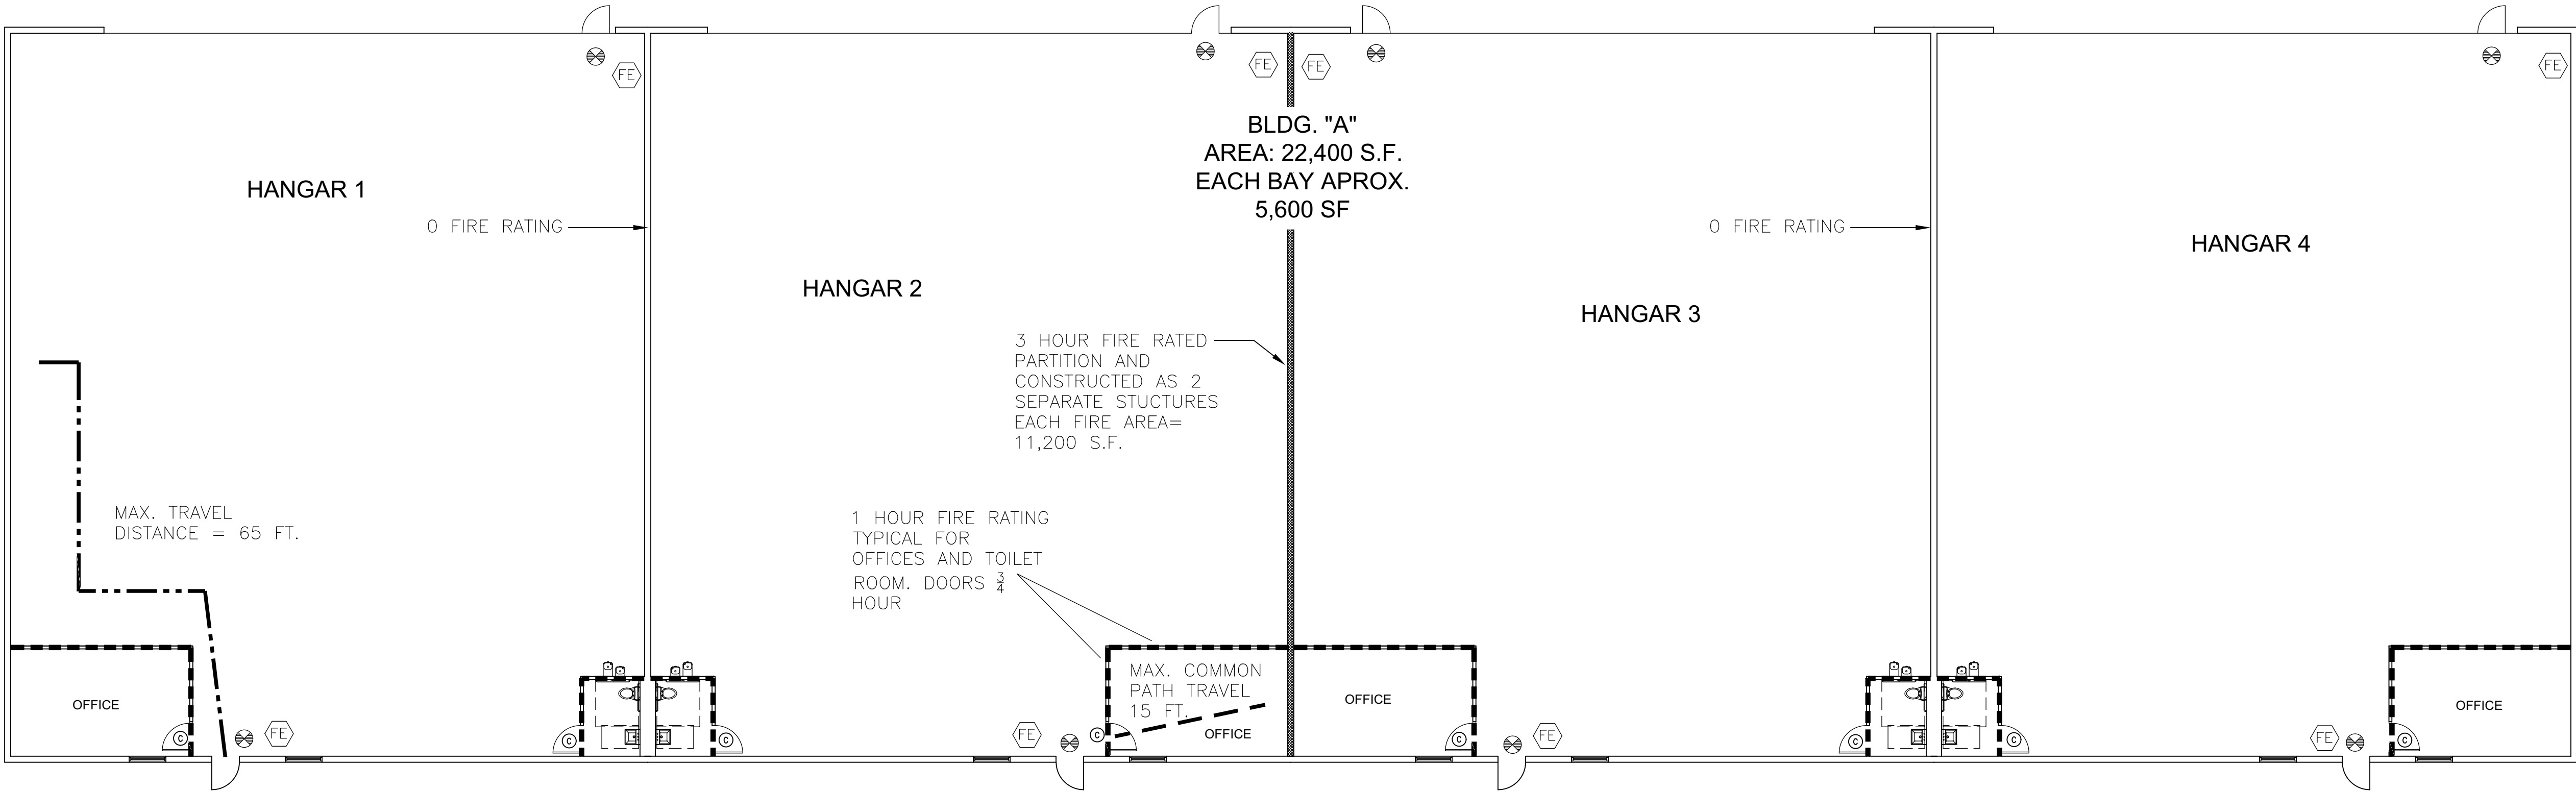 FE
FE
FE
FE
BLDG. "A"
AREA: 22,400 S.F.
EACH BAY APROX.
5,600 SF
HANGAR 1
0 FIRE RATING
0 FIRE RATING
HANGAR 4
HANGAR 2
HANGAR 3
3 HOUR FIRE RATED
PARTITION AND
CONSTRUCTED AS 2
SEPARATE STUCTURES
EACH FIRE AREA=
11,200 S.F.
MAX. TRAVEL
DISTANCE = 65 FT.
1 HOUR FIRE RATING
TYPICAL FOR
OFFICES AND TOILET
ROOM. DOORS 3/4
HOUR
MAX. COMMON
PATH TRAVEL
15 FT.
OFFICE
OFFICE
OFFICE
OFFICE
C
FE
C
C
FE
C
C
FE
C
C
FE
C